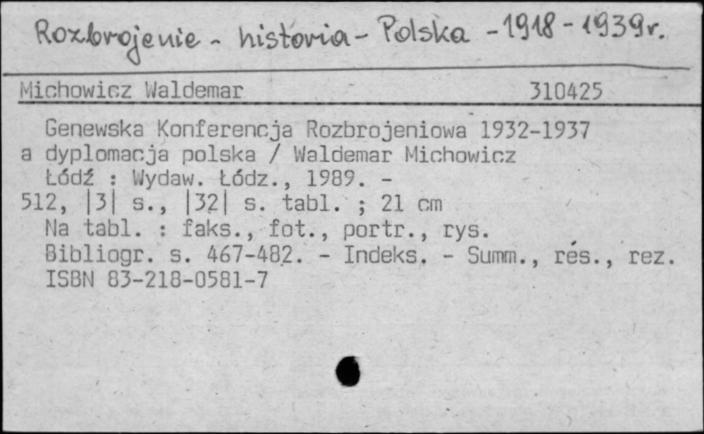 Rozbrojenie - historia - Polska - 1918 - 1939r.
Michowicz Waldemar 310425
Genewska Konferencja Rozbrojeniowa 1932-1937
a dyplomacja polska / Waldemar Michowicz
Łódź : Wydaw. Łódz., 1989. -
512, |3| s., |32| s. tabl. ; 21 cm
Na tabl. : faks., fot., portr., rys.
Bibliogr. s. 467-482. - Indeks. - Summ., rés., rez.
ISBN 83-218-0581-7